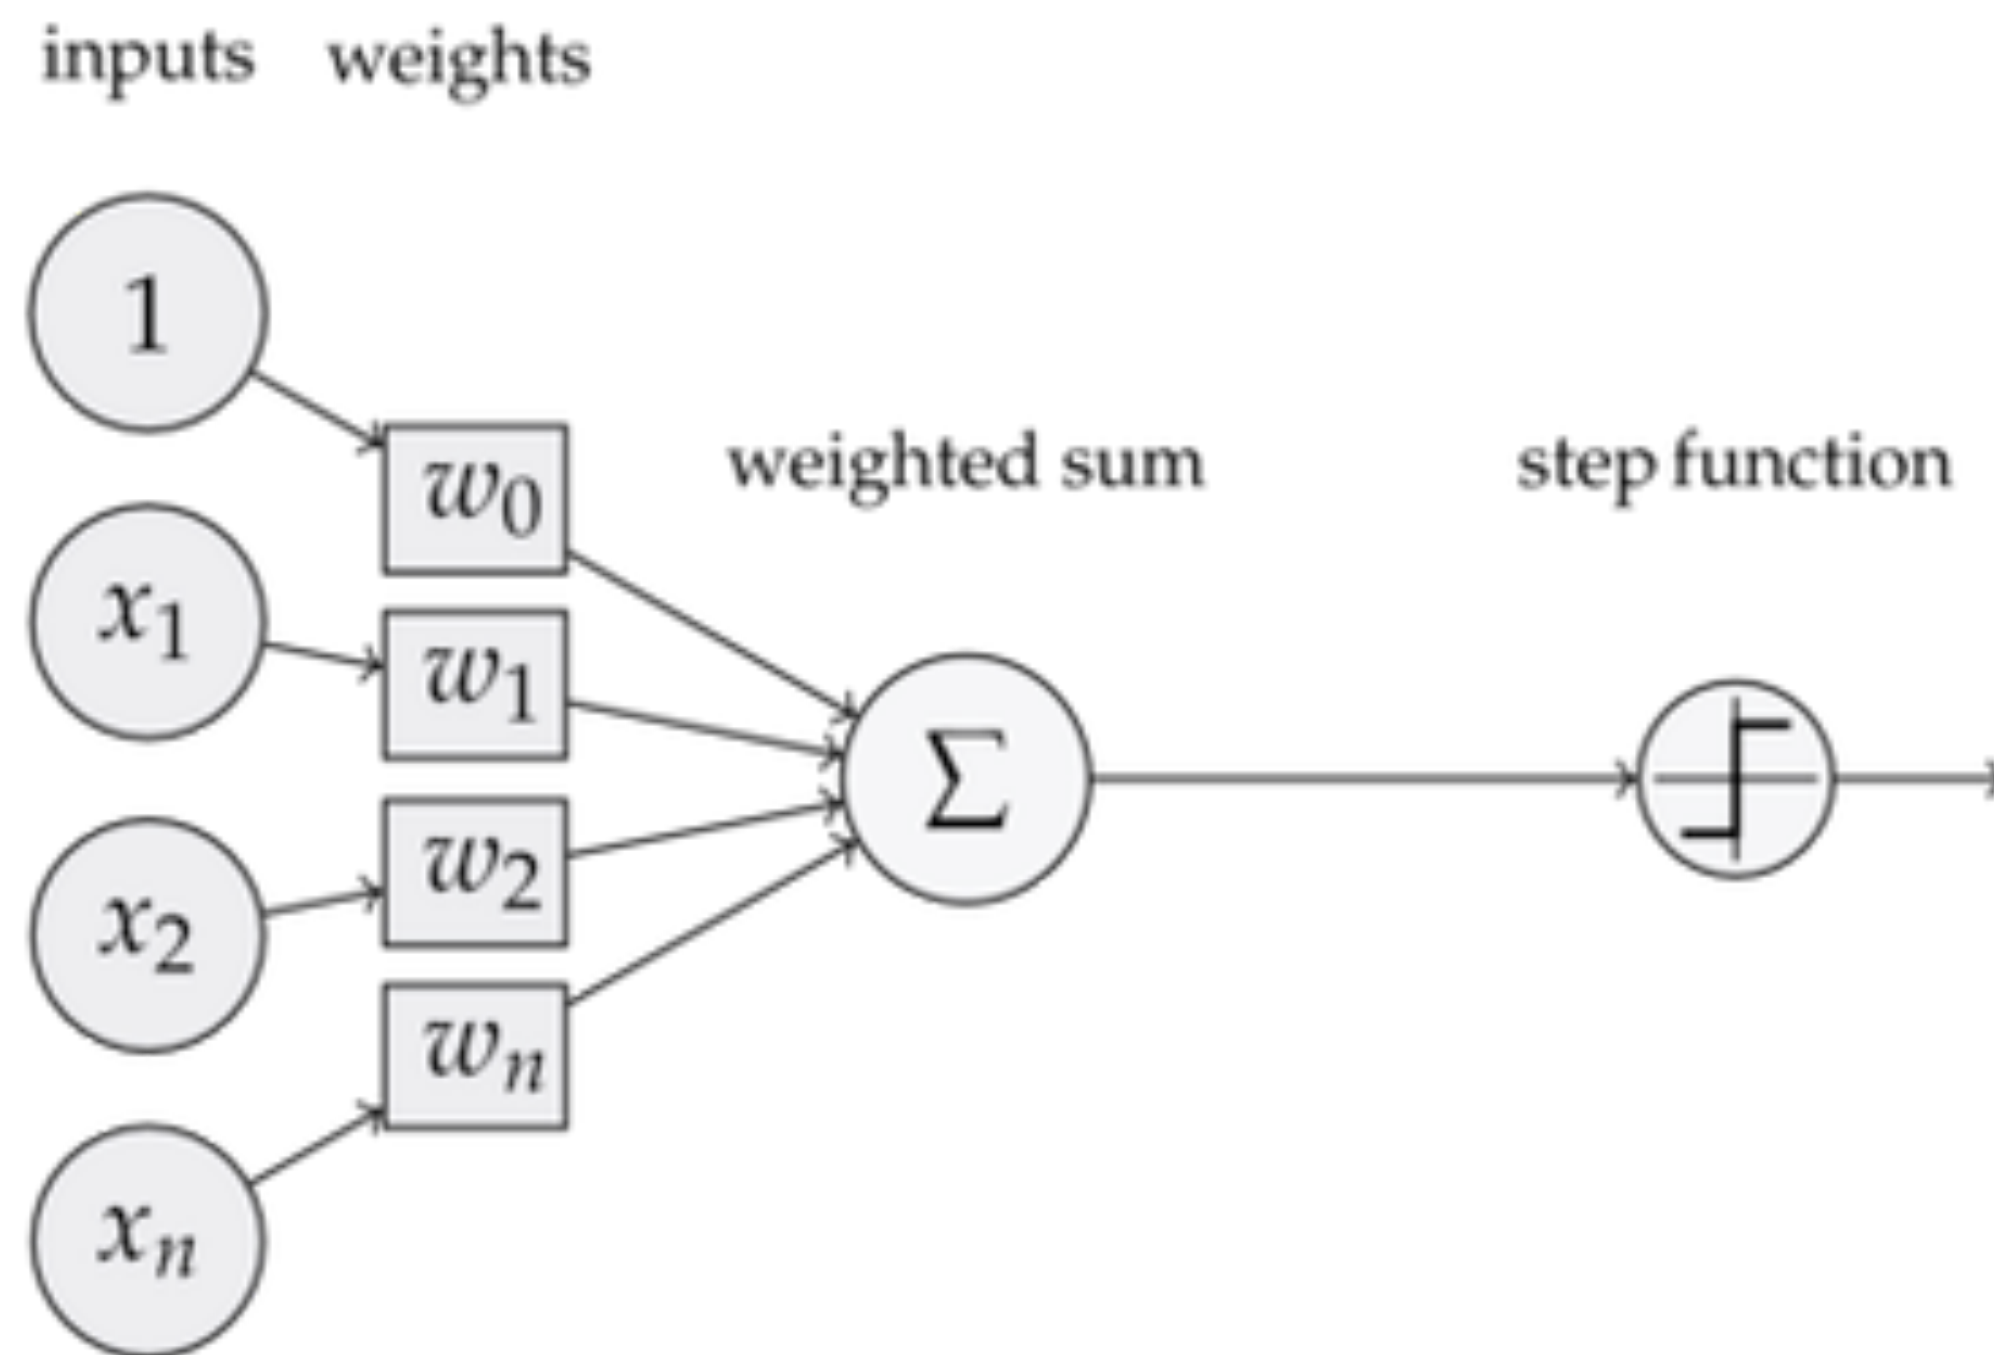 inputs weights
1
w₀
weighted sum
step function
x₁
w₁
Σ
x₂
w₂
wₙ
xₙ